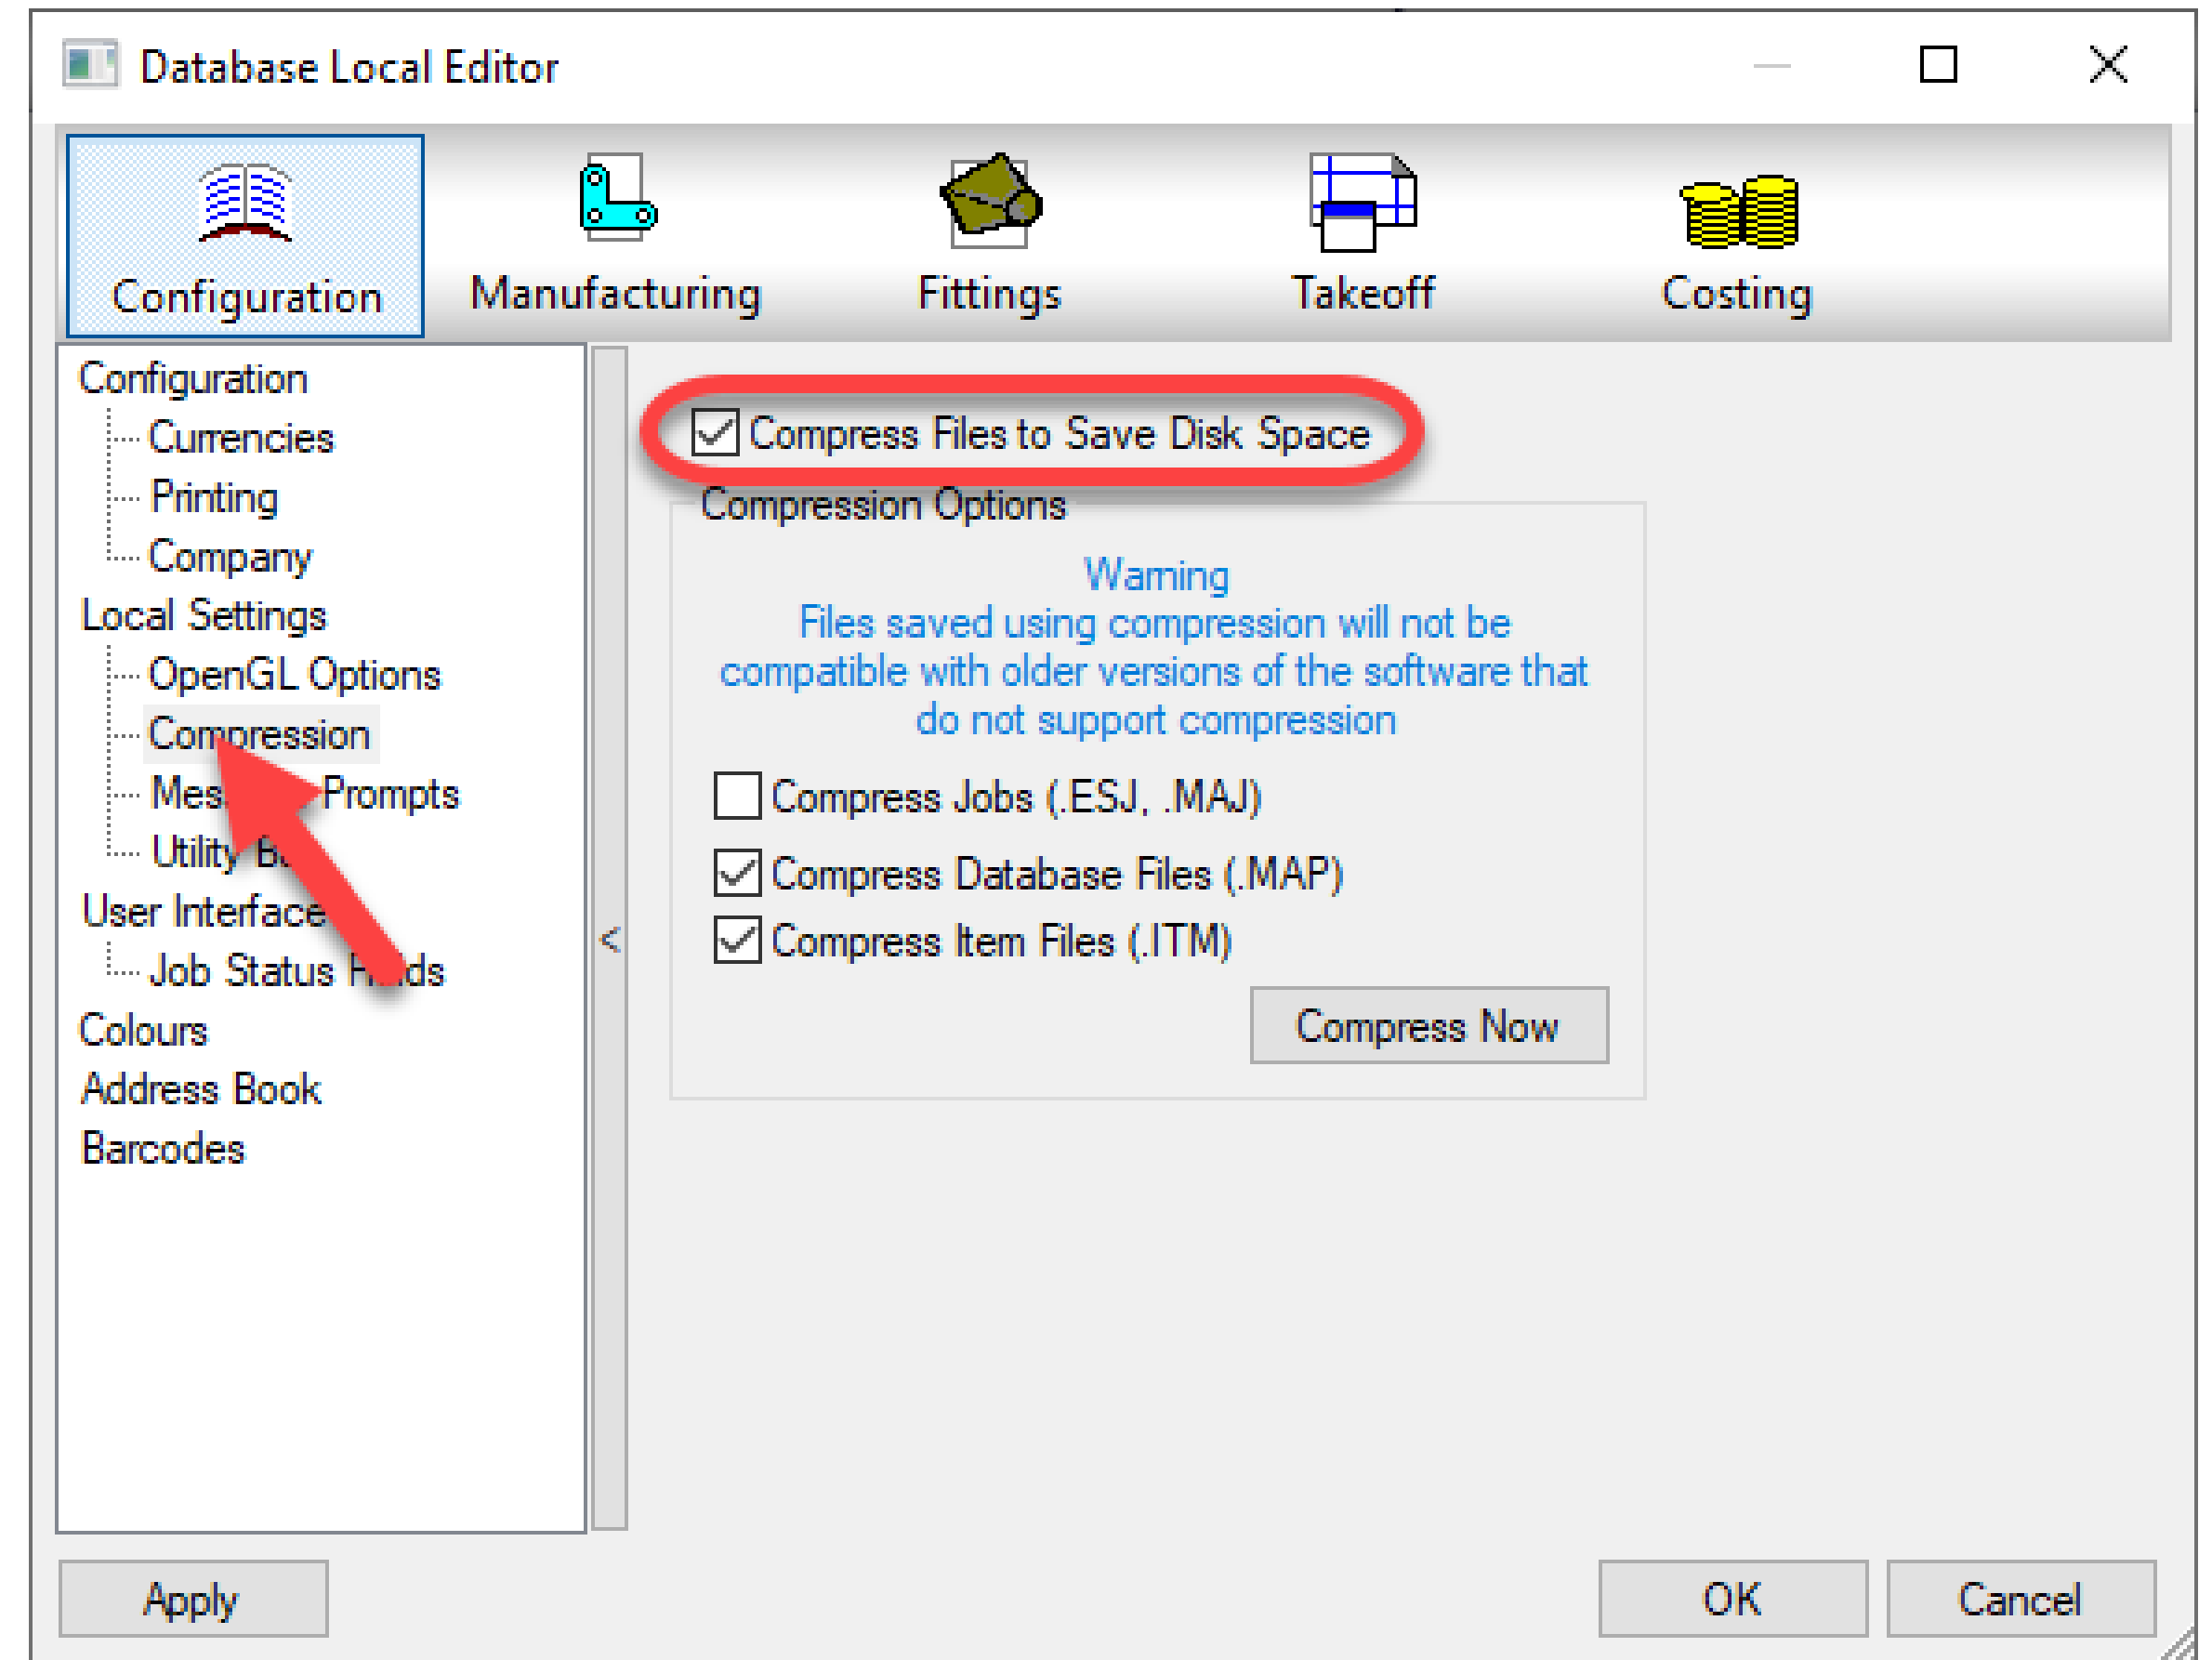 Database Local Editor
Configuration
Manufacturing
Fittings
Takeoff
Costing
Configuration
Currencies
Printing
Company
Local Settings
OpenGL Options
Compression
Prompts
Utility
User Interface
Job Status
Colours
Address Book
Barcodes
<
Compress Files to Save Disk Space
Compression Options
Warning
Files saved using compression will not be
compatible with older versions of the software that
do not support compression
Compress Jobs (.ESJ, .MAJ)
Compress Database Files (.MAP)
Compress Item Files (.ITM)
Compress Now
Apply
OK
Cancel